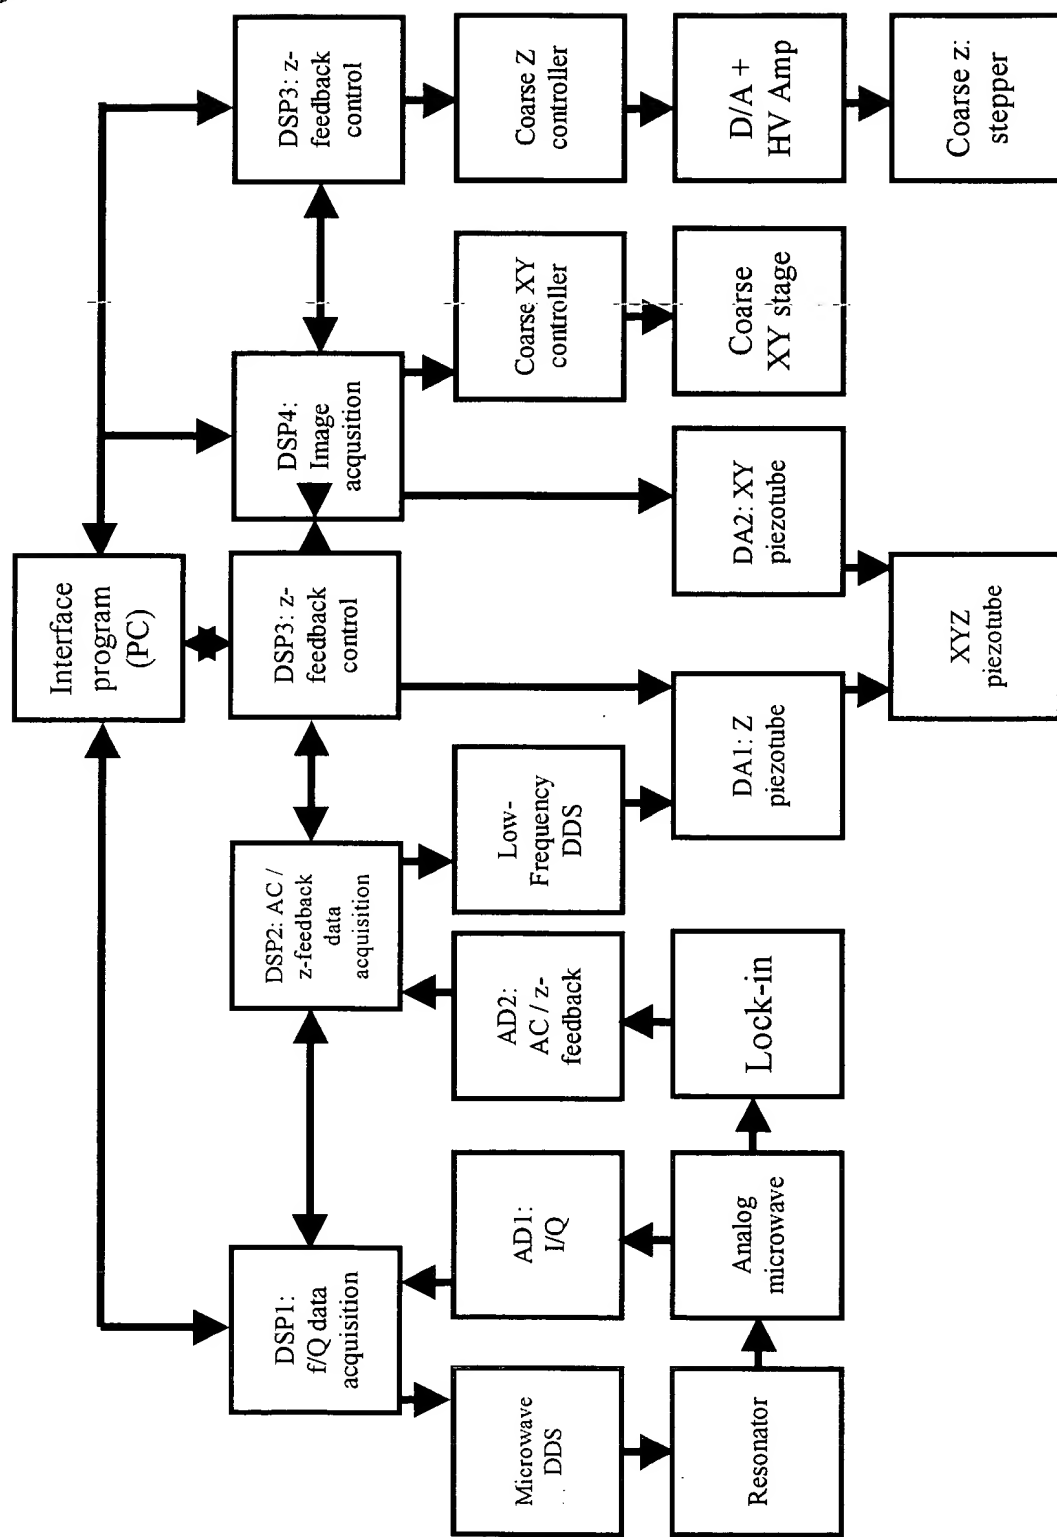 Interface
program
(PC)
DSP1:
f/Q data
acquisition
DSP2: AC /
z-feedback
data
acquisition
DSP3: z-
feedback
control
DSP4:
Image
acqusition
DSP3: z-
feedback
control
Microwave
DDS
AD1:
I/Q
AD2:
AC / z-
feedback
Low-
Frequency
DDS
Coarse XY
controller
Coarse Z
controller
Resonator
Analog
microwave
Lock-in
DA1: Z
piezotube
DA2: XY
piezotube
Coarse
XY stage
D/A +
HV Amp
XYZ
piezotube
Coarse z:
stepper